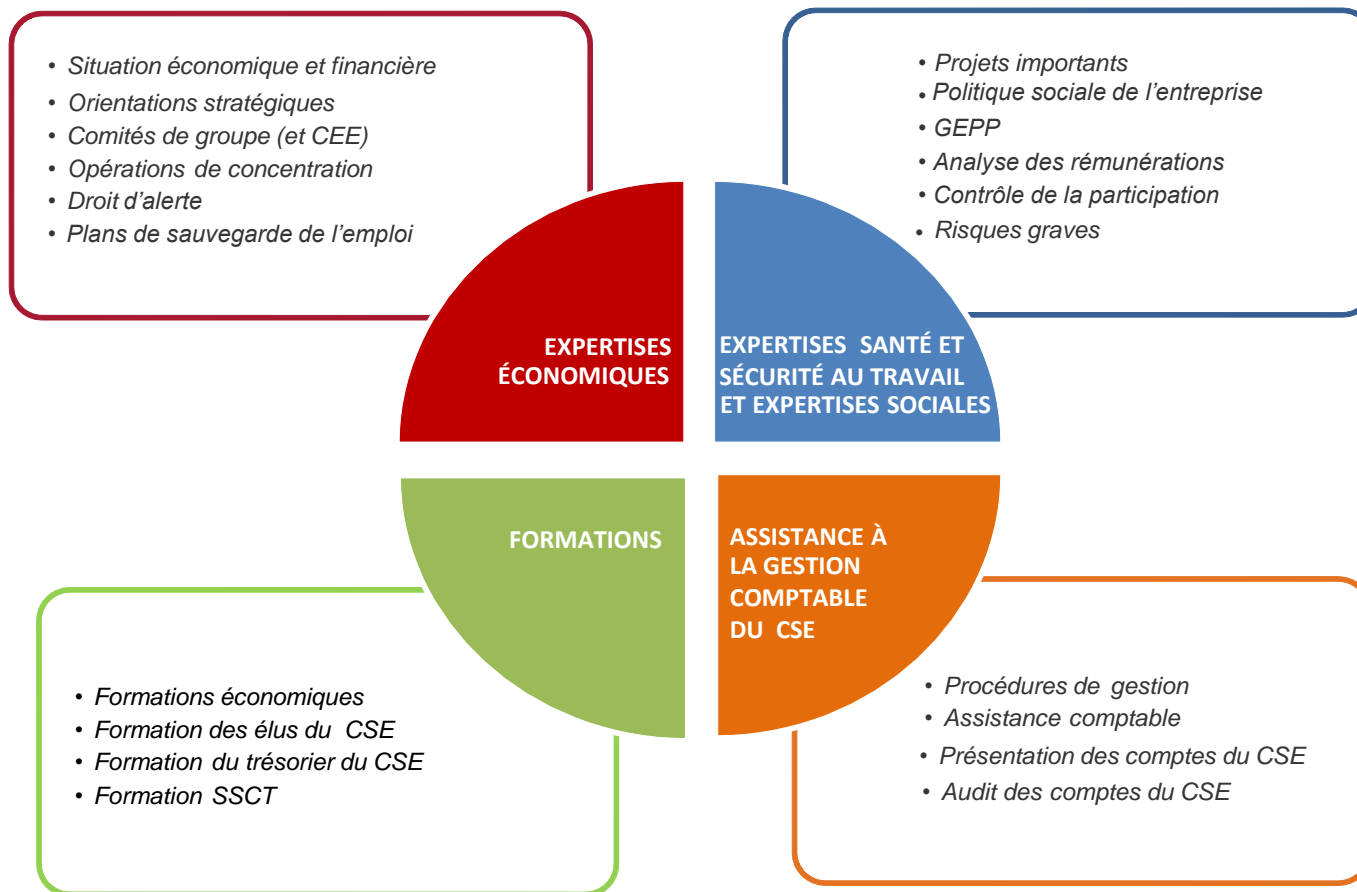 • Situation économique et financière
• Orientations stratégiques
• Comités de groupe (et CEE)
• Opérations de concentration
• Droit d’alerte
• Plans de sauvegarde de l’emploi
• Projets importants
• Politique sociale de l’entreprise
• GEPP
• Analyse des rémunérations
• Contrôle de la participation
• Risques graves
EXPERTISES
ÉCONOMIQUES
EXPERTISES SANTÉ ET
SÉCURITÉ AU TRAVAIL
ET EXPERTISES SOCIALES
FORMATIONS
ASSISTANCE À
LA GESTION
COMPTABLE
DU CSE
• Formations économiques
• Formation des élus du CSE
• Formation du trésorier du CSE
• Formation SSCT
• Procédures de gestion
• Assistance comptable
• Présentation des comptes du CSE
• Audit des comptes du CSE